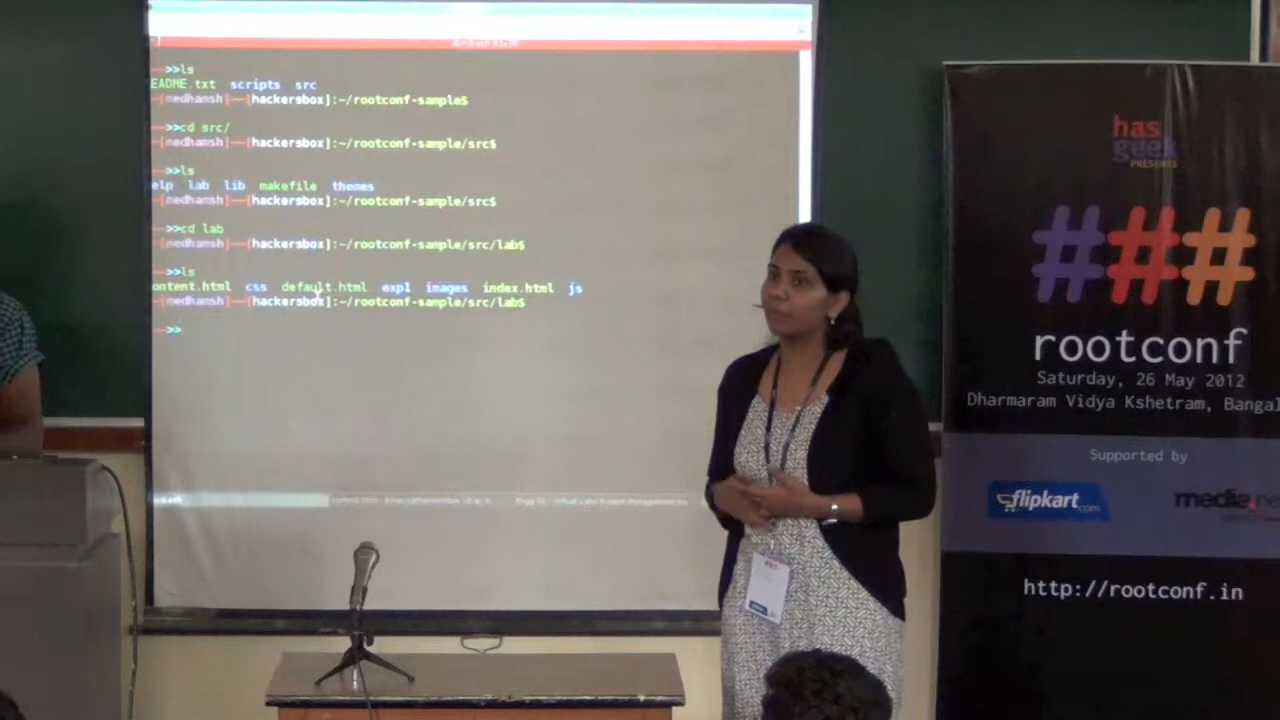 >>ls
EADME.txt scripts src
[medhamsh]—[hackersbox]:~/rootconf-sample$
>>cd src/
[medhamsh]—[hackersbox]:~/rootconf-sample/src$
>>ls
elp lab lib makefile themes
[medhamsh]—[hackersbox]:~/rootconf-sample/src$
>>cd lab
[medhamsh]—[hackersbox]:~/rootconf-sample/src/lab$
>>ls
ontent.html css default.html exp1 images index.html js
[medhamsh]—[hackersbox]:~/rootconf-sample/src/lab$
>>
has
geek
PRESENTS
###
rootconf
Saturday, 26 May 2012
Dharmaram Vidya Kshetram, Bangal
Supported by
flipkart.com
media.ne
http://rootconf.in